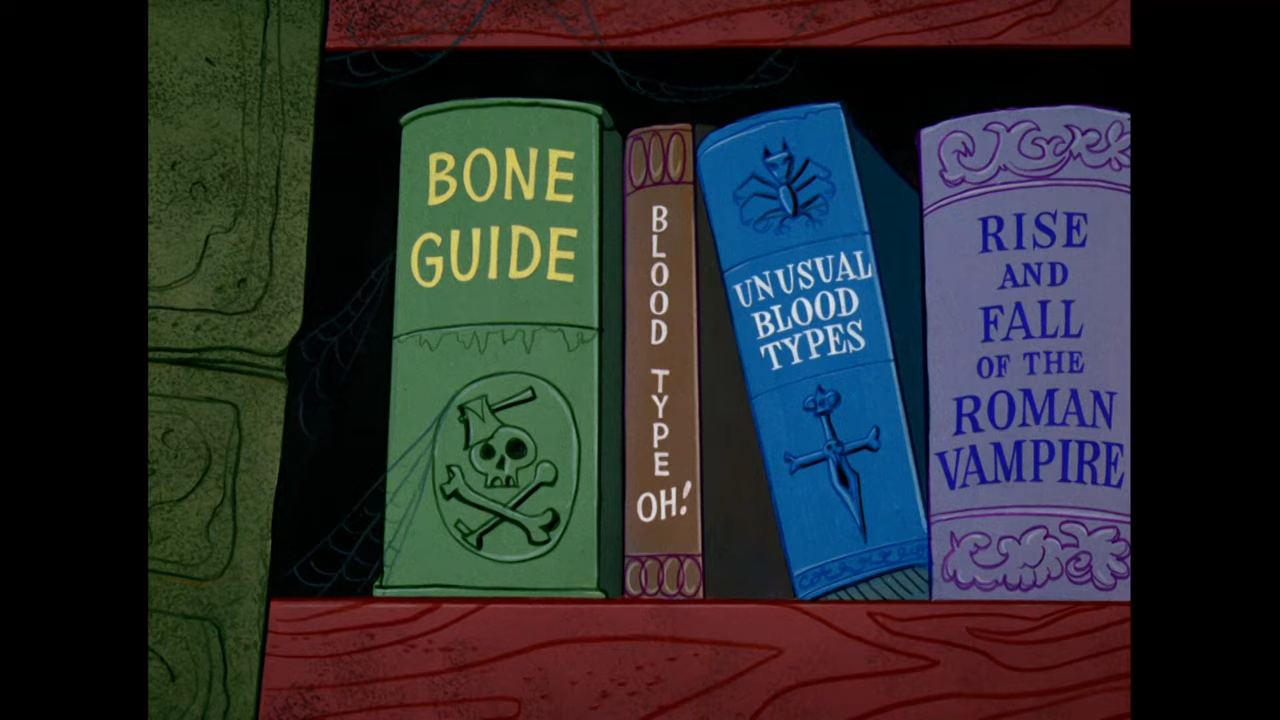 BONE
GUIDE
BLOOD TYPE OH!
UNUSUAL
BLOOD
TYPES
RISE
AND
FALL
OF THE
ROMAN
VAMPIRE